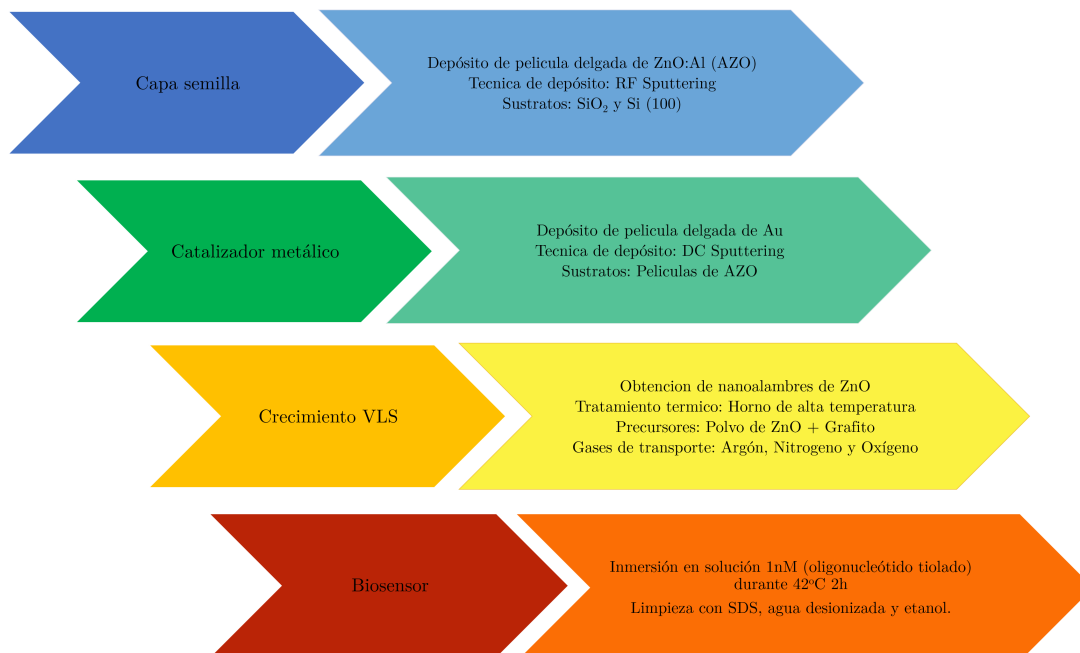 Capa semilla
Depósito de pelicula delgada de ZnO:Al (AZO)
Tecnica de depósito: RF Sputtering
Sustratos: SiO₂ y Si (100)
Catalizador metálico
Depósito de pelicula delgada de Au
Tecnica de depósito: DC Sputtering
Sustratos: Peliculas de AZO
Crecimiento VLS
Obtencion de nanoalambres de ZnO
Tratamiento termico: Horno de alta temperatura
Precursores: Polvo de ZnO + Grafito
Gases de transporte: Argón, Nitrogeno y Oxígeno
Biosensor
Inmersión en solución 1nM (oligonucleótido tiolado)
durante 42ºC 2h
Limpieza con SDS, agua desionizada y etanol.